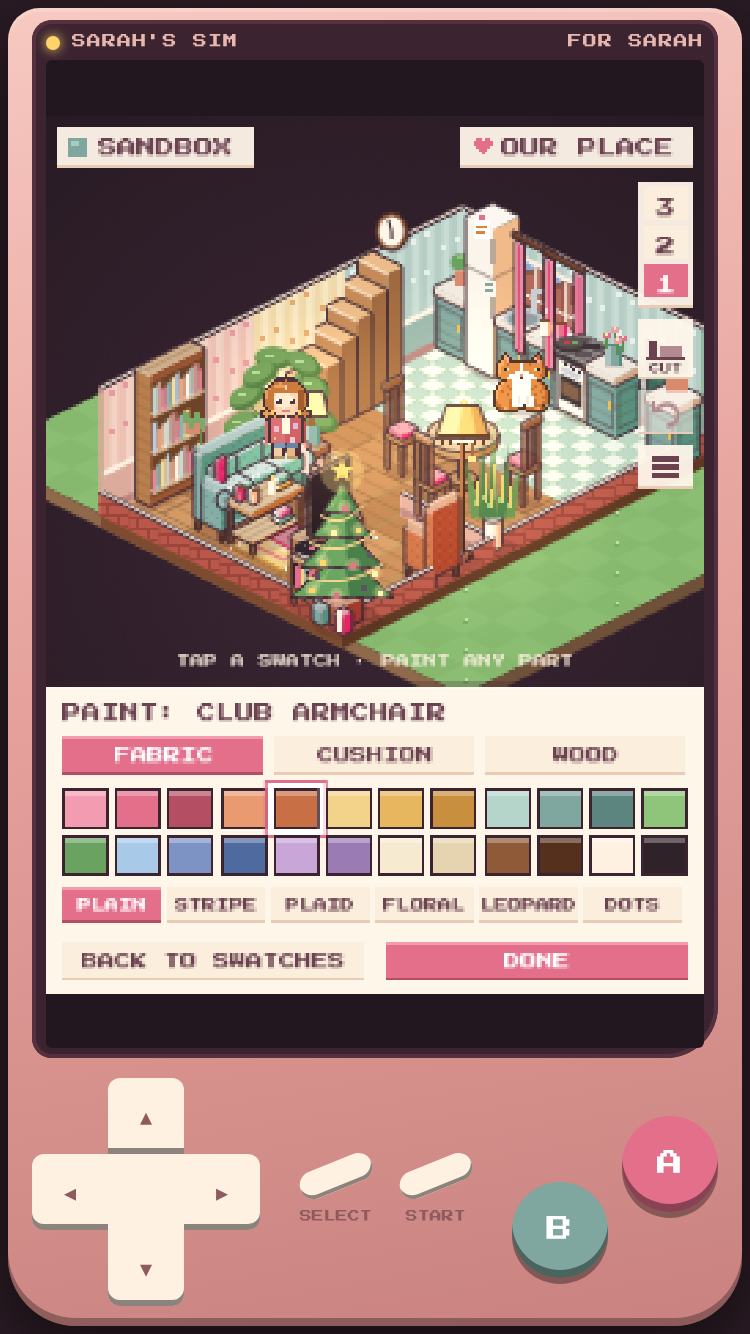 SARAH'S SIM
FOR SARAH
SANDBOX
OUR PLACE
3
2
1
CUT
TAP A SWATCH · PAINT ANY PART
PAINT: CLUB ARMCHAIR
FABRIC CUSHION WOOD
PLAIN STRIPE PLAID FLORAL LEOPARD DOTS
BACK TO SWATCHES DONE
A
B
SELECT START